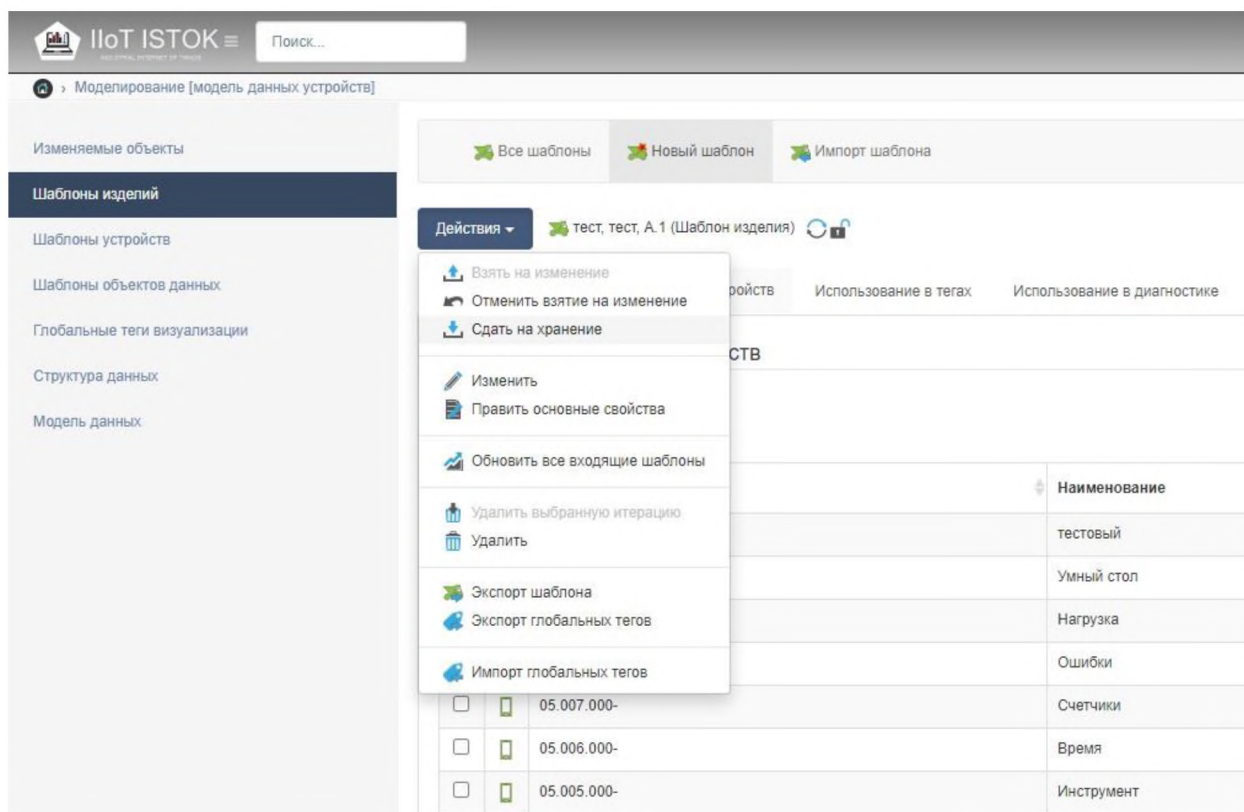 IIoT ISTOK
Поиск...
Моделирование [модель данных устройств]
Изменяемые объекты
Шаблоны изделий
Шаблоны устройств
Шаблоны объектов данных
Глобальные теги визуализации
Структура данных
Модель данных
Все шаблоны
Новый шаблон
Импорт шаблона
Действия
тест, тест, А.1 (Шаблон изделия)
Взять на изменение
Отменить взятие на изменение
Сдать на хранение
Изменить
Править основные свойства
Обновить все входящие шаблоны
Удалить выбранную итерацию
Удалить
Экспорт шаблона
Экспорт глобальных тегов
Импорт глобальных тегов
ройств
Использование в тегах
Использование в диагностике
СТВ
Наименование
тестовый
Умный стол
Нагрузка
Ошибки
05.007.000-
Счетчики
05.006.000-
Время
05.005.000-
Инструмент